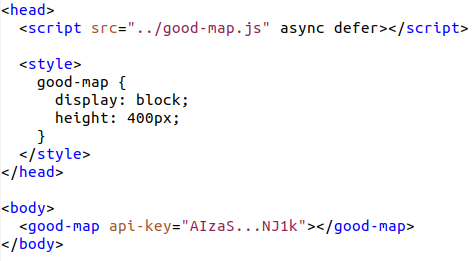 <head>
  <script src="../good-map.js" async defer></script>

  <style>
    good-map {
      display: block;
      height: 400px;
    }
  </style>
</head>

<body>
  <good-map api-key="AIzaS...NJ1k"></good-map>
</body>